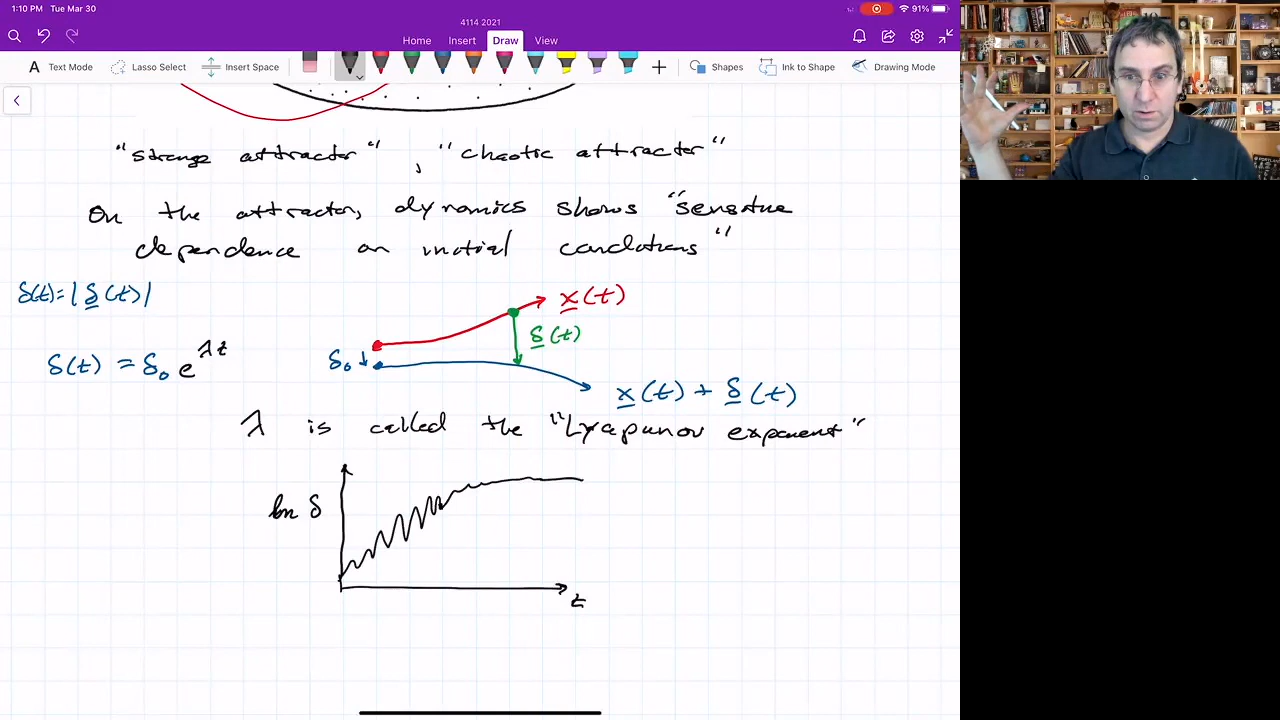 1:10 PM Tue Mar 30
91%
4114 2021
Home Insert Draw View
Text Mode Lasso Select Insert Space Shapes Ink to Shape Drawing Mode
"strange attractor", "chaotic attractor"
On the attractor, dynamics shows "sensitive
dependence on initial conditions"
δ(t)=|δ(t)|
x(t)
δ(t)
δ(t) = δ₀ e^λt
δ₀
x(t) + δ(t)
λ is called the "Lyapunov exponent"
ln δ
t